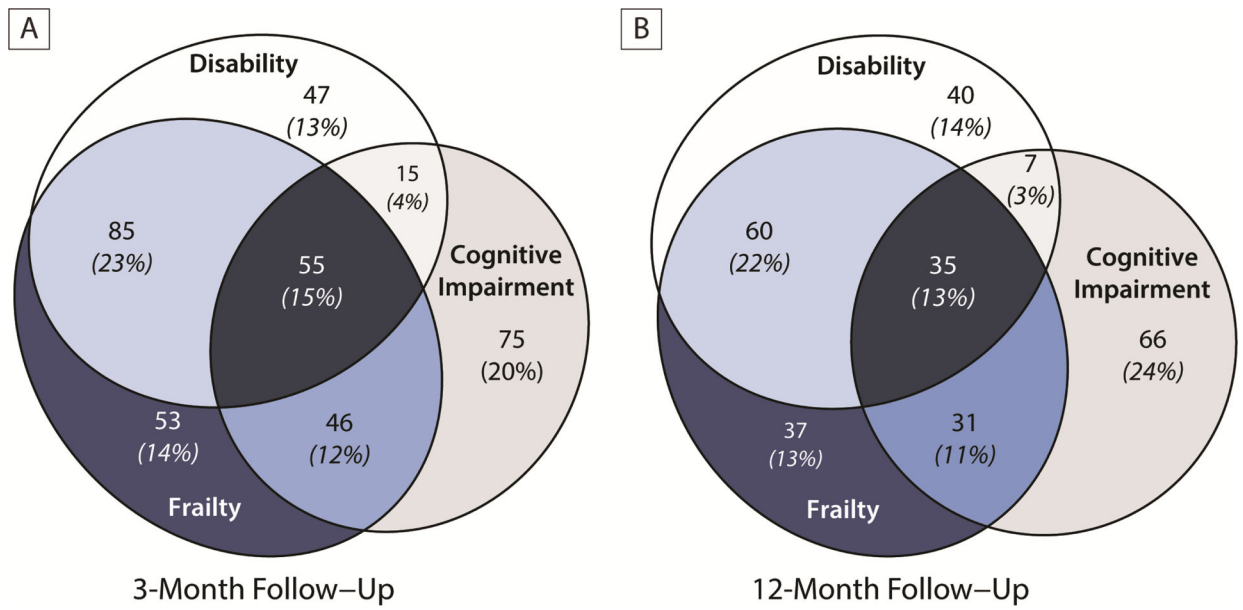 A
Disability
47
(13%)
15
(4%)
85
(23%)
55
(15%)
Cognitive
Impairment
75
(20%)
53
(14%)
46
(12%)
Frailty
3-Month Follow–Up
B
Disability
40
(14%)
7
(3%)
60
(22%)
35
(13%)
Cognitive
Impairment
66
(24%)
37
(13%)
31
(11%)
Frailty
12-Month Follow–Up